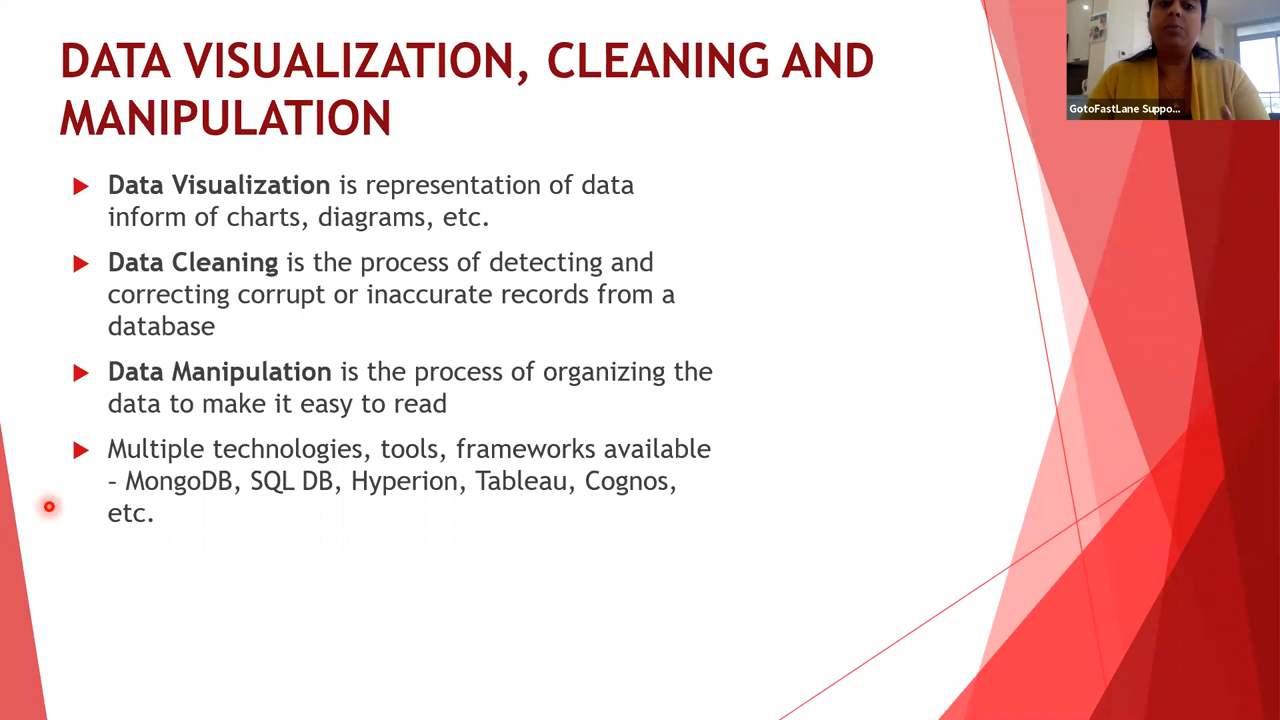 DATA VISUALIZATION, CLEANING AND
MANIPULATION
Data Visualization is representation of data
inform of charts, diagrams, etc.
Data Cleaning is the process of detecting and
correcting corrupt or inaccurate records from a
database
Data Manipulation is the process of organizing the
data to make it easy to read
Multiple technologies, tools, frameworks available
– MongoDB, SQL DB, Hyperion, Tableau, Cognos,
etc.
GotoFastLane Suppo...